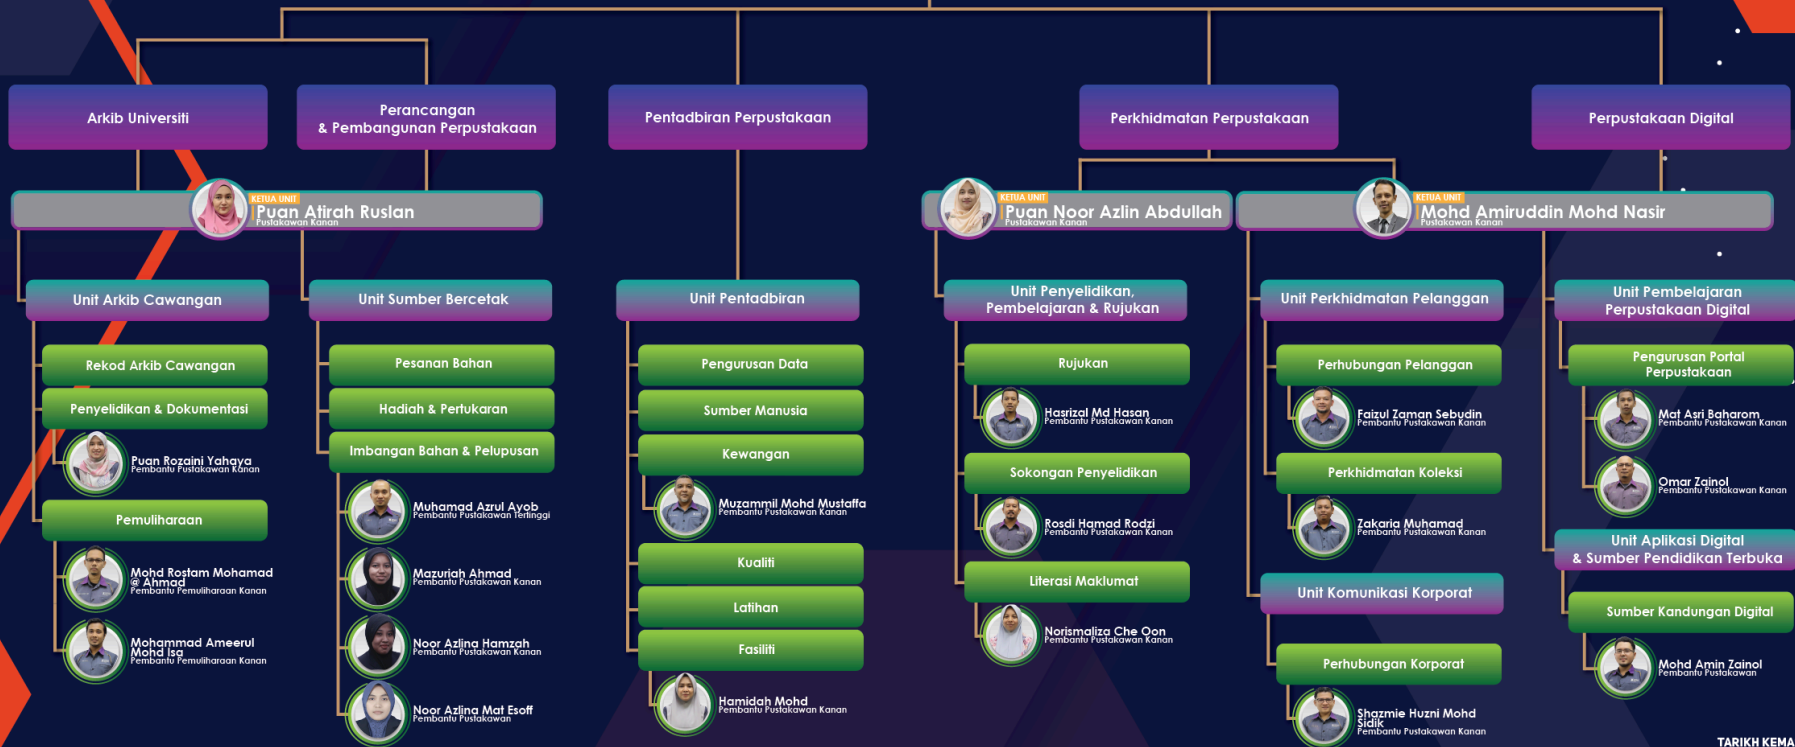 Arkib Universiti
Perancangan
& Pembangunan Perpustakaan
Pentadbiran Perpustakaan
Perkhidmatan Perpustakaan
Perpustakaan Digital
KETUA UNIT
Puan Atirah Ruslan
Pustakawan Kanan
KETUA UNIT
Puan Noor Azlin Abdullah
Pustakawan Kanan
KETUA UNIT
Mohd Amiruddin Mohd Nasir
Pustakawan Kanan
Unit Arkib Cawangan
Rekod Arkib Cawangan
Penyelidikan & Dokumentasi
Puan Rozaini Yahaya
Pembantu Pustakawan Kanan
Pemuliharaan
Mohd Rostam Mohamad
@ Ahmad
Pembantu Pemuliharaan Kanan
Mohammad Ameerul
Mohd Isa
Pembantu Pemuliharaan Kanan
Unit Sumber Bercetak
Pesanan Bahan
Hadiah & Pertukaran
Imbangan Bahan & Pelupusan
Muhamad Azrul Ayob
Pembantu Pustakawan Tertinggi
Mazuriah Ahmad
Pembantu Pustakawan Kanan
Noor Azlina Hamzah
Pembantu Pustakawan Kanan
Noor Azlina Mat Esoff
Pembantu Pustakawan
Unit Pentadbiran
Pengurusan Data
Sumber Manusia
Kewangan
Muzammil Mohd Mustaffa
Pembantu Pustakawan Kanan
Kualiti
Latihan
Fasiliti
Hamidah Mohd
Pembantu Pustakawan Kanan
Unit Penyelidikan,
Pembelajaran & Rujukan
Rujukan
Hasrizal Md Hasan
Pembantu Pustakawan Kanan
Sokongan Penyelidikan
Rosdi Hamad Rodzi
Pembantu Pustakawan Kanan
Literasi Maklumat
Norismaliza Che Oon
Pembantu Pustakawan Kanan
Unit Perkhidmatan Pelanggan
Perhubungan Pelanggan
Faizul Zaman Sebudin
Pembantu Pustakawan Kanan
Perkhidmatan Koleksi
Zakaria Muhamad
Pembantu Pustakawan Kanan
Unit Komunikasi Korporat
Perhubungan Korporat
Shazmie Huzni Mohd
Sidik
Pembantu Pustakawan Kanan
Unit Pembelajaran
Perpustakaan Digital
Pengurusan Portal
Perpustakaan
Mat Asri Baharom
Pembantu Pustakawan Kanan
Omar Zainol
Pembantu Pustakawan Kanan
Unit Aplikasi Digital
& Sumber Pendidikan Terbuka
Sumber Kandungan Digital
Mohd Amin Zainol
Pembantu Pustakawan
TARIKH KEMA